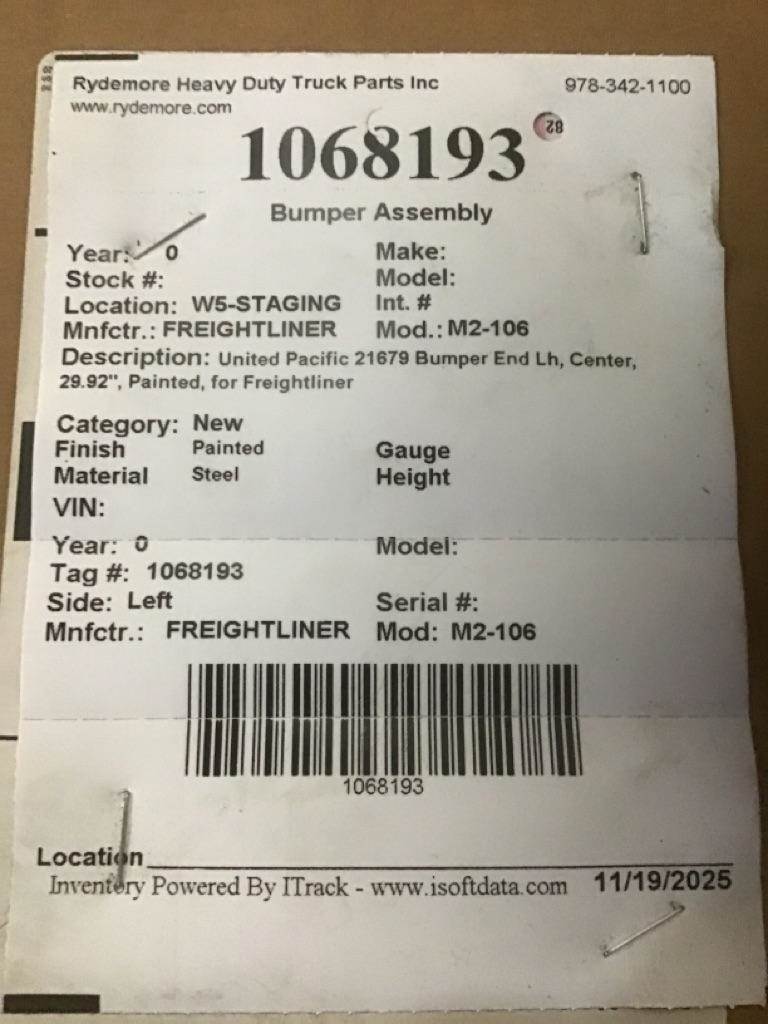 Rydemore Heavy Duty Truck Parts Inc 978-342-1100
www.rydemore.com
1068193 82
Bumper Assembly
Year: 0 Make:
Stock #: Model:
Location: W5-STAGING Int. #
Mnfctr.: FREIGHTLINER Mod.: M2-106
Description: United Pacific 21679 Bumper End Lh, Center,
29.92", Painted, for Freightliner
Category: New
Finish Painted Gauge
Material Steel Height
VIN:
Year: 0 Model:
Tag #: 1068193
Side: Left Serial #:
Mnfctr.: FREIGHTLINER Mod: M2-106
1068193
Location
Inventory Powered By ITrack - www.isoftdata.com 11/19/2025